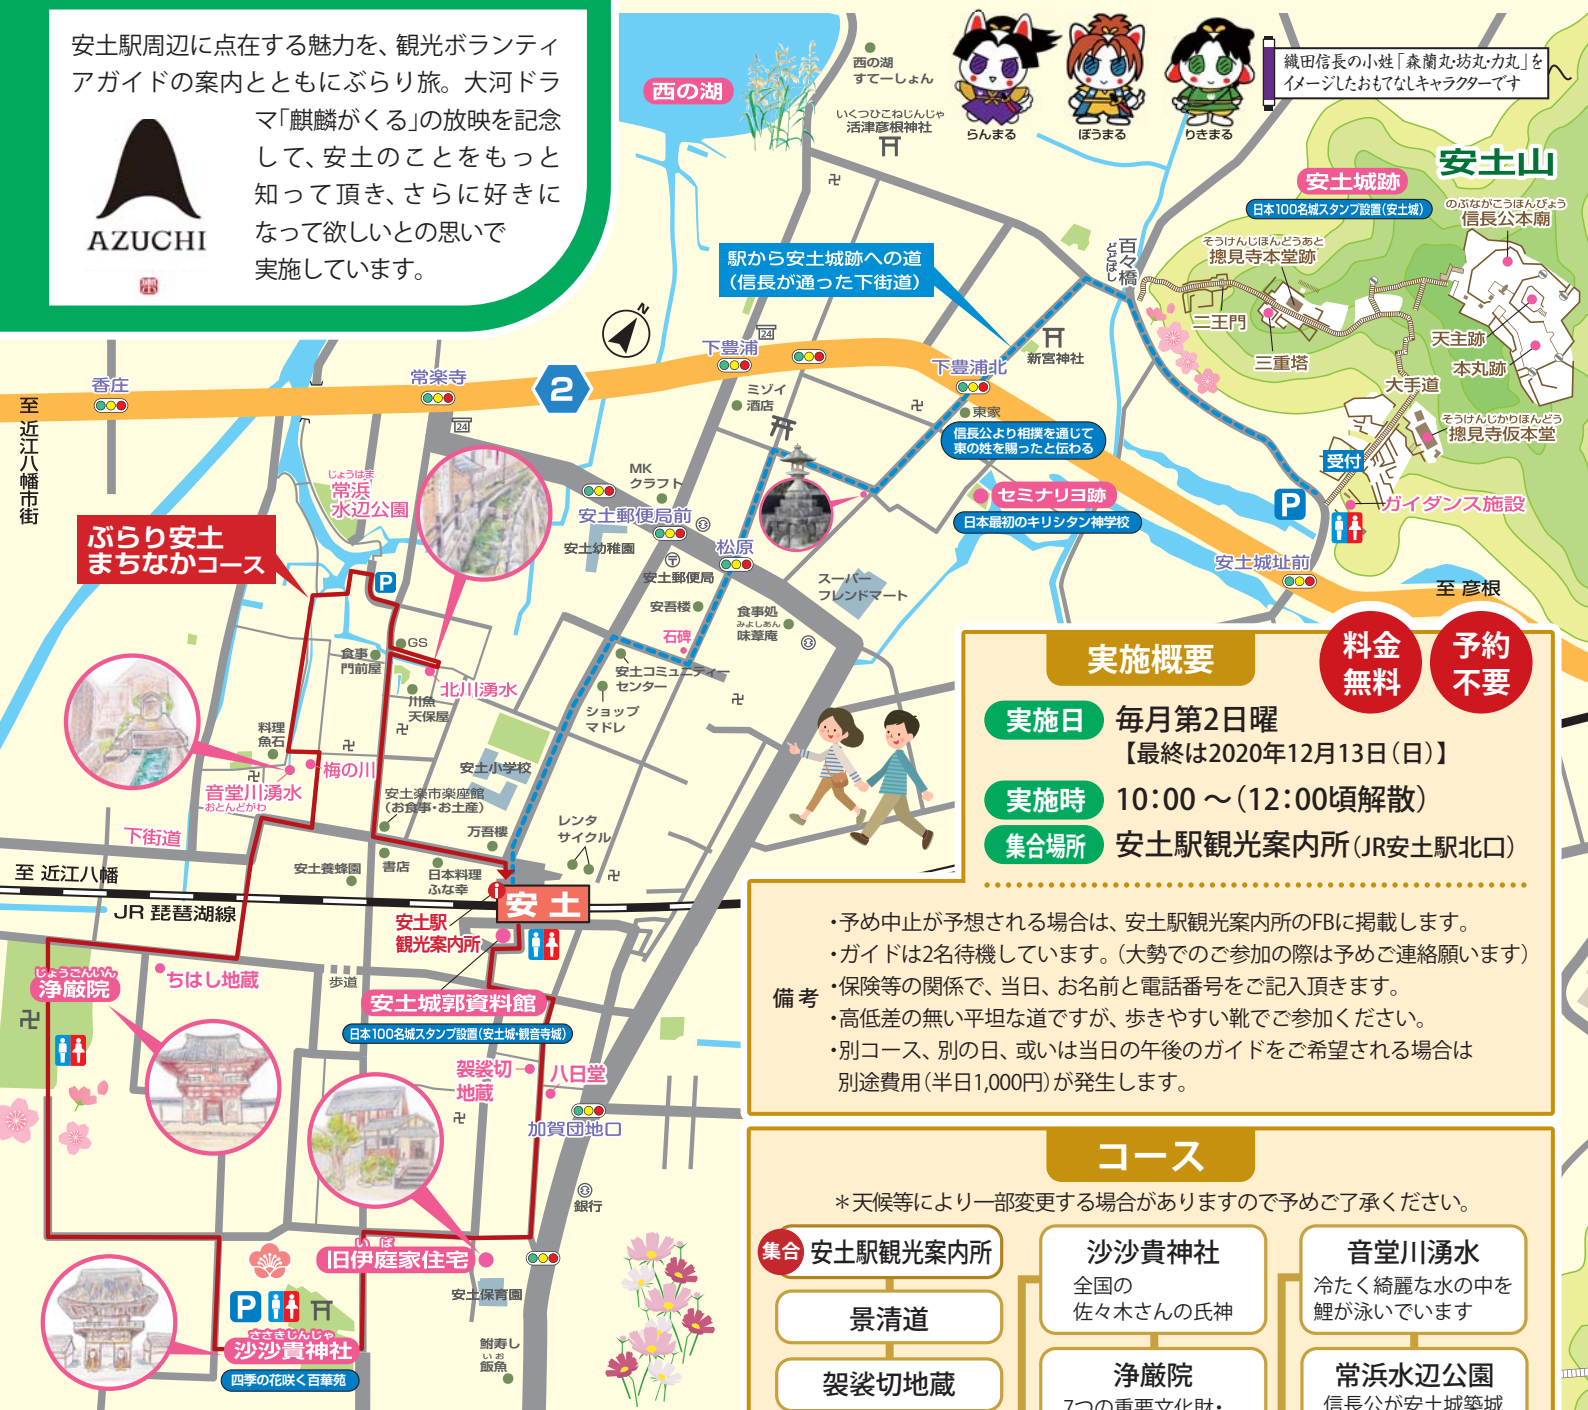 安土駅周辺に点在する魅力を、観光ボランティ
アガイドの案内とともにぶらり旅。大河ドラ
マ「麒麟がくる」の放映を記念
して、安土のことをもっと
知って頂き、さらに好きに
なって欲しいとの思いで
実施しています。
AZUCHI
西の湖
西の湖
すてーしょん
いくつひこねじんじゃ
活津彦根神社
らんまる
ぼうまる
りきまる
織田信長の小姓「森蘭丸・坊丸・力丸」を
イメージしたおもてなしキャラクターです
安土山
安土城跡
日本100名城スタンプ設置(安土城)
のぶながこうほんびょう
信長公本廟
そうけんじほんどうあと
摠見寺本堂跡
百々橋
どどばし
二王門
三重塔
天主跡
本丸跡
大手道
そうけんじかりほんどう
摠見寺仮本堂
受付
P
ガイダンス施設
駅から安土城跡への道
(信長が通った下街道)
N
新宮神社
下豊浦
24
下豊浦北
ミゾイ
酒店
東家
信長公より相撲を通じて
東の姓を賜ったと伝わる
セミナリヨ跡
日本最初のキリシタン神学校
安土城址前
至 彦根
香庄
常楽寺
2
24
至 近江八幡市街
じょうはま
常浜
水辺公園
ぶらり安土
まちなかコース
P
MK
クラフト
安土郵便局前
安土幼稚園
安土郵便局
松原
スーパー
フレンドマート
安吾楼
食事処
みよしあん
味葦庵
石碑
安土コミュニティー
センター
ショップ
マドレ
GS
食事
門前屋
北川湧水
川魚
天保屋
料理
魚石
梅の川
音堂川湧水
おとんどがわ
安土小学校
安土楽市楽座館
(お食事・お土産)
万吾樓
レンタ
サイクル
下街道
安土養蜂園
書店
日本料理
ふな幸
至 近江八幡
JR 琵琶湖線
安土
i
安土駅
観光案内所
じょうごんいん
浄厳院
ちはし地蔵
歩道
安土城郭資料館
日本100名城スタンプ設置(安土城・観音寺城)
袈裟切
地蔵
八日堂
加賀団地口
銀行
いば
旧伊庭家住宅
安土保育園
鮒寿し
いお
飯魚
P
ささきじんじゃ
沙沙貴神社
四季の花咲く百華苑
実施概要
料金
無料
予約
不要
実施日 毎月第2日曜
【最終は2020年12月13日(日)】
実施時 10:00 ~(12:00頃解散)
集合場所 安土駅観光案内所(JR安土駅北口)
備考
・予め中止が予想される場合は、安土駅観光案内所のFBに掲載します。
・ガイドは2名待機しています。(大勢でのご参加の際は予めご連絡願います)
・保険等の関係で、当日、お名前と電話番号をご記入頂きます。
・高低差の無い平坦な道ですが、歩きやすい靴でご参加ください。
・別コース、別の日、或いは当日の午後のガイドをご希望される場合は
別途費用(半日1,000円)が発生します。
コース
*天候等により一部変更する場合がありますので予めご了承ください。
集合 安土駅観光案内所
景清道
袈裟切地蔵
沙沙貴神社
全国の
佐々木さんの氏神
浄厳院
7つの重要文化財・
音堂川湧水
冷たく綺麗な水の中を
鯉が泳いでいます
常浜水辺公園
信長公が安土城築城